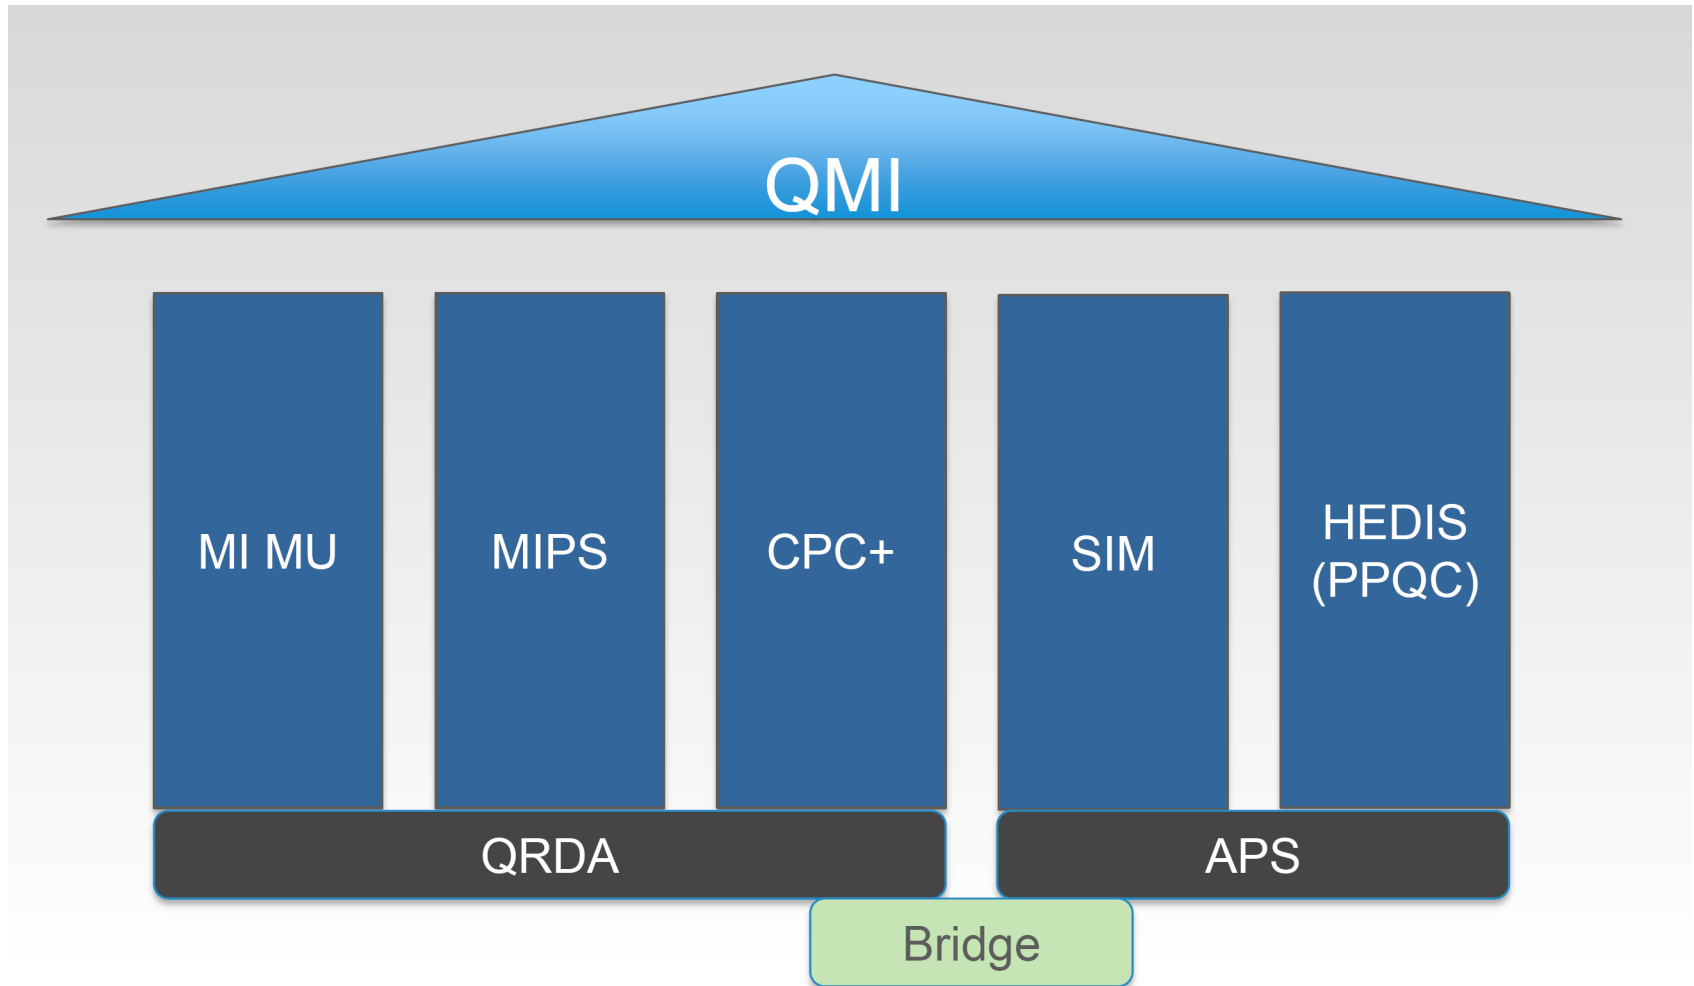 QMI
MI MU
MIPS
CPC+
SIM
HEDIS
(PPQC)
QRDA
APS
Bridge